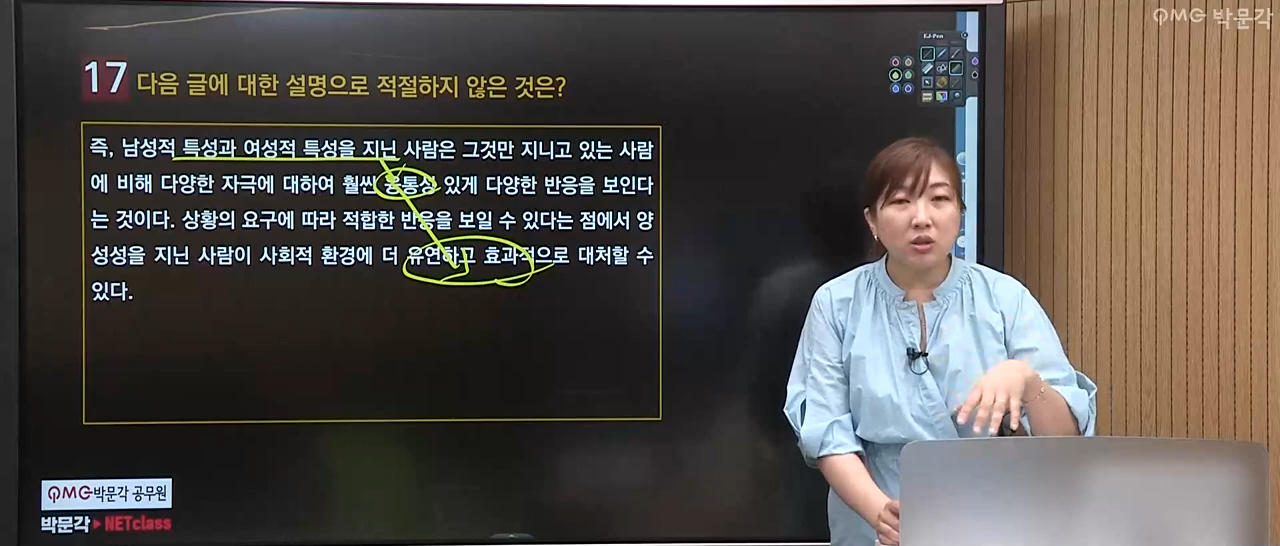 QMG 박문각
EJ-Pen
17 다음 글에 대한 설명으로 적절하지 않은 것은?
즉, 남성적 특성과 여성적 특성을 지닌 사람은 그것만 지니고 있는 사람
에 비해 다양한 자극에 대하여 훨씬 융통성 있게 다양한 반응을 보인다
는 것이다. 상황의 요구에 따라 적합한 반응을 보일 수 있다는 점에서 양
성성을 지닌 사람이 사회적 환경에 더 유연하고 효과적으로 대처할 수
있다.
QMG박문각 공무원
박문각 NETclass